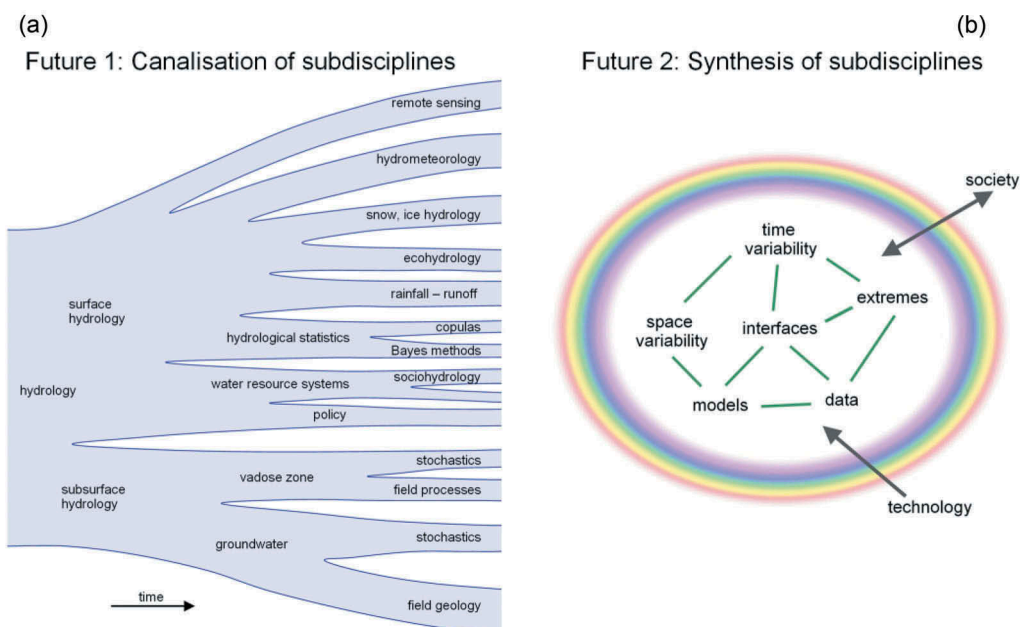 (a)
Future 1: Canalisation of subdisciplines
remote sensing
hydrometeorology
snow, ice hydrology
ecohydrology
rainfall – runoff
surface
hydrology
hydrological statistics
copulas
Bayes methods
hydrology
water resource systems
sociohydrology
policy
stochastics
vadose zone
field processes
subsurface
hydrology
stochastics
groundwater
field geology
time
(b)
Future 2: Synthesis of subdisciplines
society
time
variability
extremes
space
variability
interfaces
models
data
technology